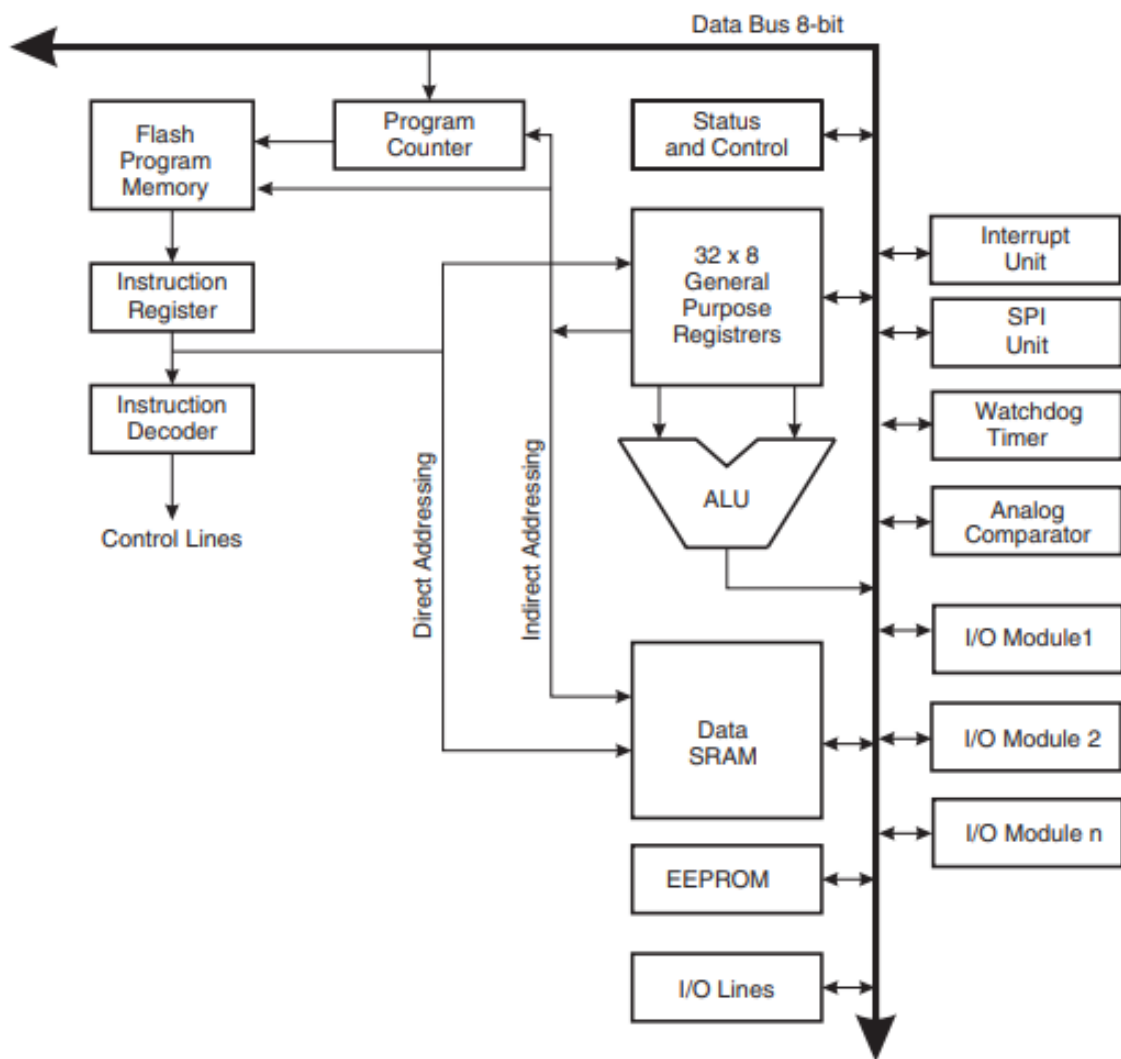 Data Bus 8-bit
Flash
Program
Memory
Program
Counter
Status
and Control
Instruction
Register
32 x 8
General
Purpose
Registrers
Interrupt
Unit
SPI
Unit
Instruction
Decoder
Watchdog
Timer
Control Lines
Direct Addressing
Indirect Addressing
ALU
Analog
Comparator
I/O Module1
Data
SRAM
I/O Module 2
I/O Module n
EEPROM
I/O Lines